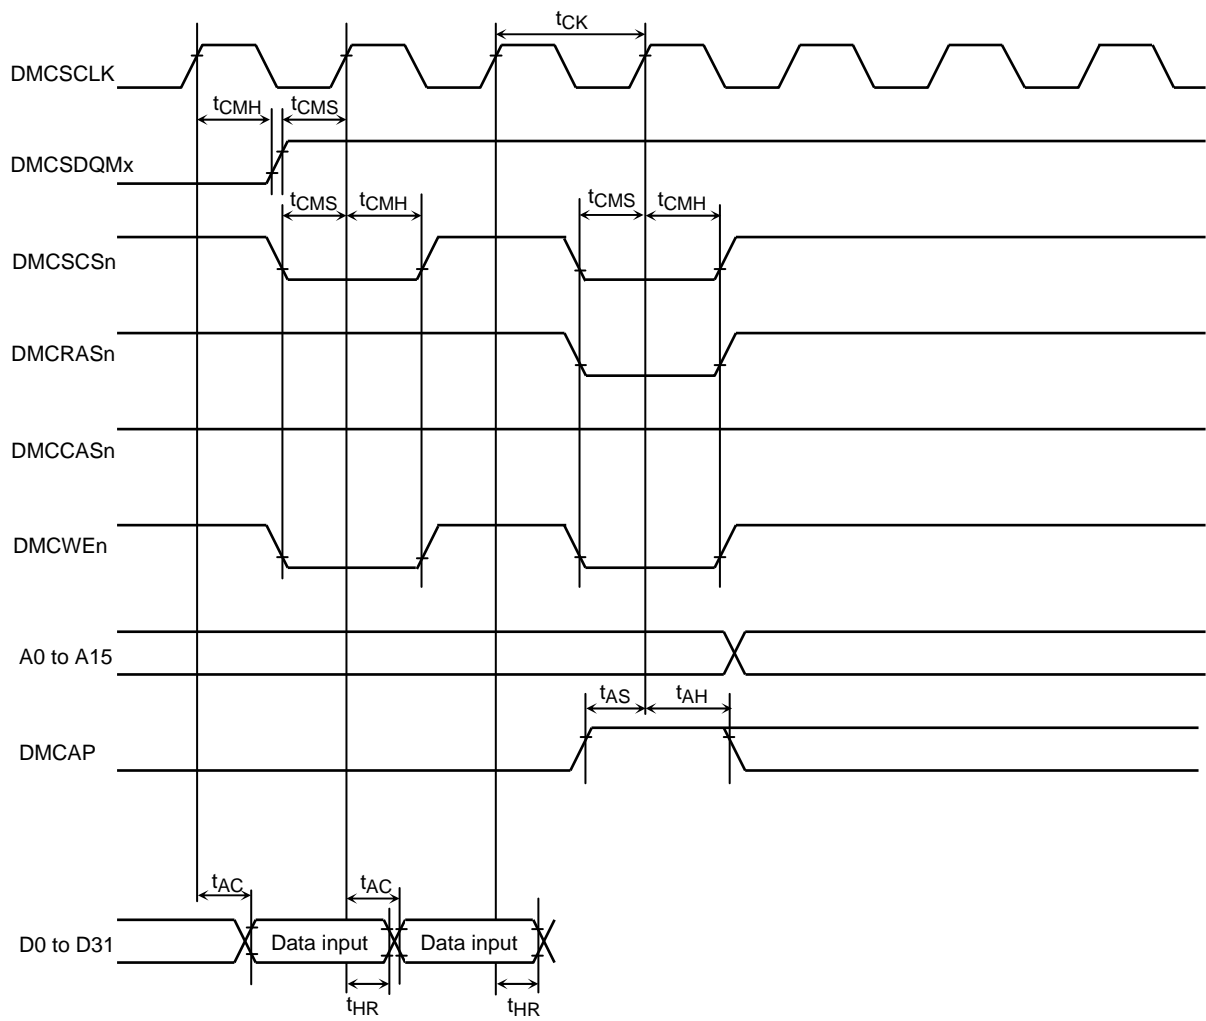 tCK
DMCSCLK
tCMH tCMS
DMCSDQMx
tCMS tCMH tCMS tCMH
DMCSCSn
DMCRASn
DMCCASn
DMCWEn
A0 to A15
tAS tAH
DMCAP
tAC tAC
D0 to D31 Data input Data input
tHR tHR